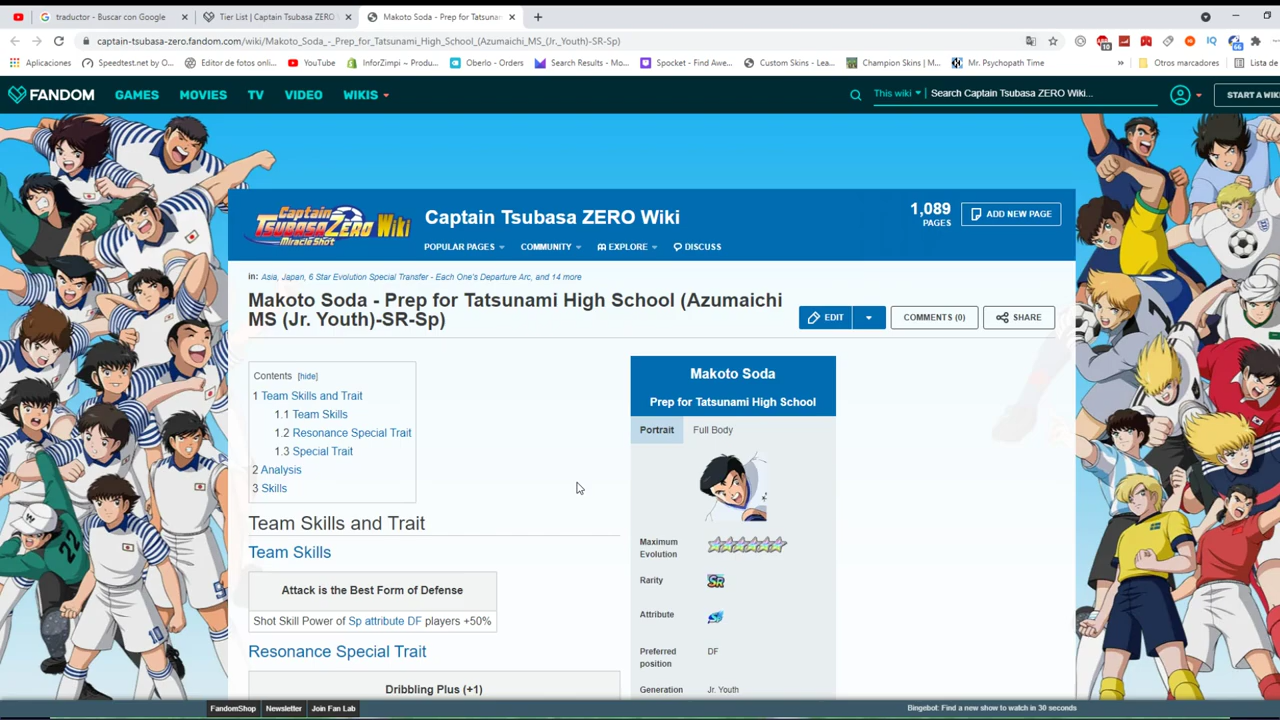 traductor - Buscar con Google
Tier List | Captain Tsubasa ZERO
Makoto Soda - Prep for Tatsunam
captain-tsubasa-zero.fandom.com/wiki/Makoto_Soda_-_Prep_for_Tatsunami_High_School_(Azumaichi_MS_(Jr._Youth)-SR-Sp)
Aplicaciones
Speedtest.net by O...
Editor de fotos onli...
YouTube
InforZimpi ~ Produ...
Oberlo - Orders
Search Results - Mo...
Spocket - Find Awe...
Custom Skins - Lea...
Champion Skins | M...
Mr. Psychopath Time
»
Otros marcadores
Lista de
FANDOM
GAMES
MOVIES
TV
VIDEO
WIKIS
This wiki
Search Captain Tsubasa ZERO Wiki...
START A WIKI
Captain Tsubasa Zero Miracle Shot Wiki
Captain Tsubasa ZERO Wiki
1,089 PAGES
ADD NEW PAGE
POPULAR PAGES
COMMUNITY
EXPLORE
DISCUSS
in: Asia, Japan, 6 Star Evolution Special Transfer - Each One's Departure Arc, and 14 more
Makoto Soda - Prep for Tatsunami High School (Azumaichi
MS (Jr. Youth)-SR-Sp)
EDIT
COMMENTS (0)
SHARE
Contents [hide]
1 Team Skills and Trait
1.1 Team Skills
1.2 Resonance Special Trait
1.3 Special Trait
2 Analysis
3 Skills
Team Skills and Trait
Team Skills
Attack is the Best Form of Defense
Shot Skill Power of Sp attribute DF players +50%
Resonance Special Trait
Dribbling Plus (+1)
Makoto Soda
Prep for Tatsunami High School
Portrait
Full Body
Maximum
Evolution
Rarity
SR
Attribute
Preferred
position
DF
Generation
Jr. Youth
FandomShop
Newsletter
Join Fan Lab
Bingebot: Find a new show to watch in 30 seconds